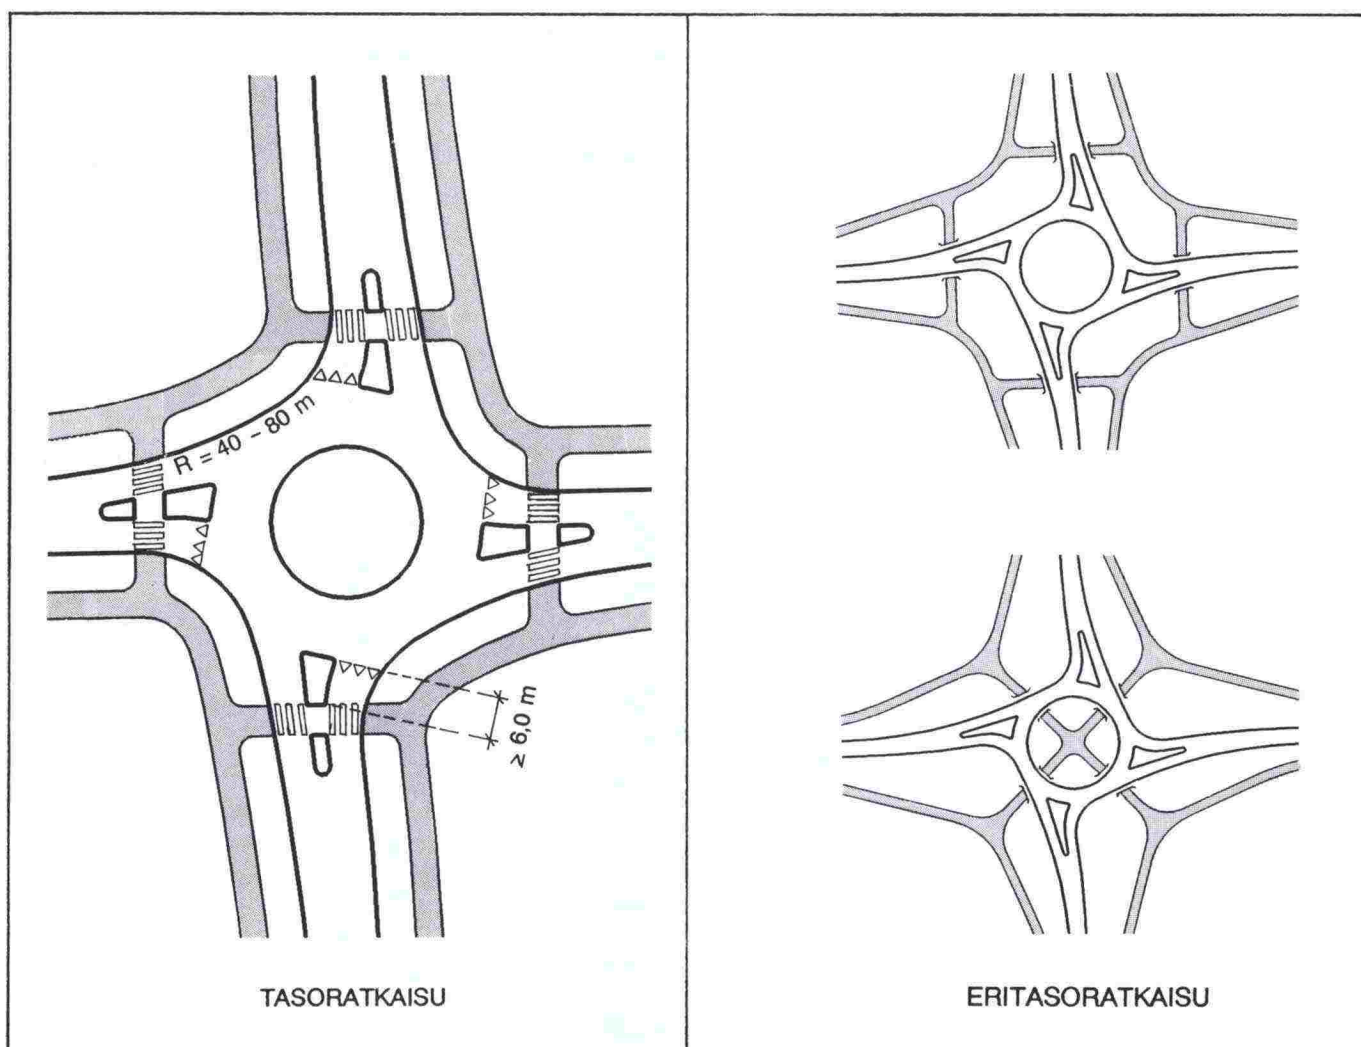 R = 40 – 80 m
≥ 6,0 m
TASORATKAISU
ERITASORATKAISU